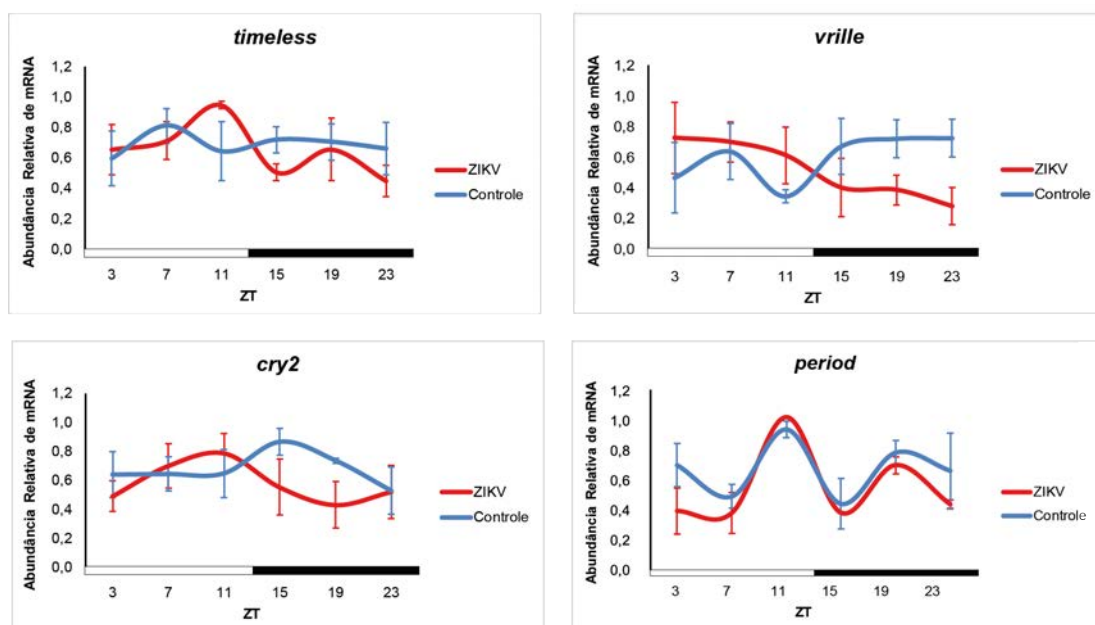 timeless
Abundância Relativa de mRNA
1,2
1,0
0,8
0,6
0,4
0,2
0,0
3 7 11 15 19 23
ZT
ZIKV
Controle
vrille
Abundância Relativa de mRNA
1,2
1,0
0,8
0,6
0,4
0,2
0,0
3 7 11 15 19 23
ZT
ZIKV
Controle
cry2
Abundância Relativa de mRNA
1,2
1,0
0,8
0,6
0,4
0,2
0,0
3 7 11 15 19 23
ZT
ZIKV
Controle
period
Abundância Relativa de mRNA
1,2
1,0
0,8
0,6
0,4
0,2
0,0
3 7 11 15 19 23
ZT
ZIKV
Controle